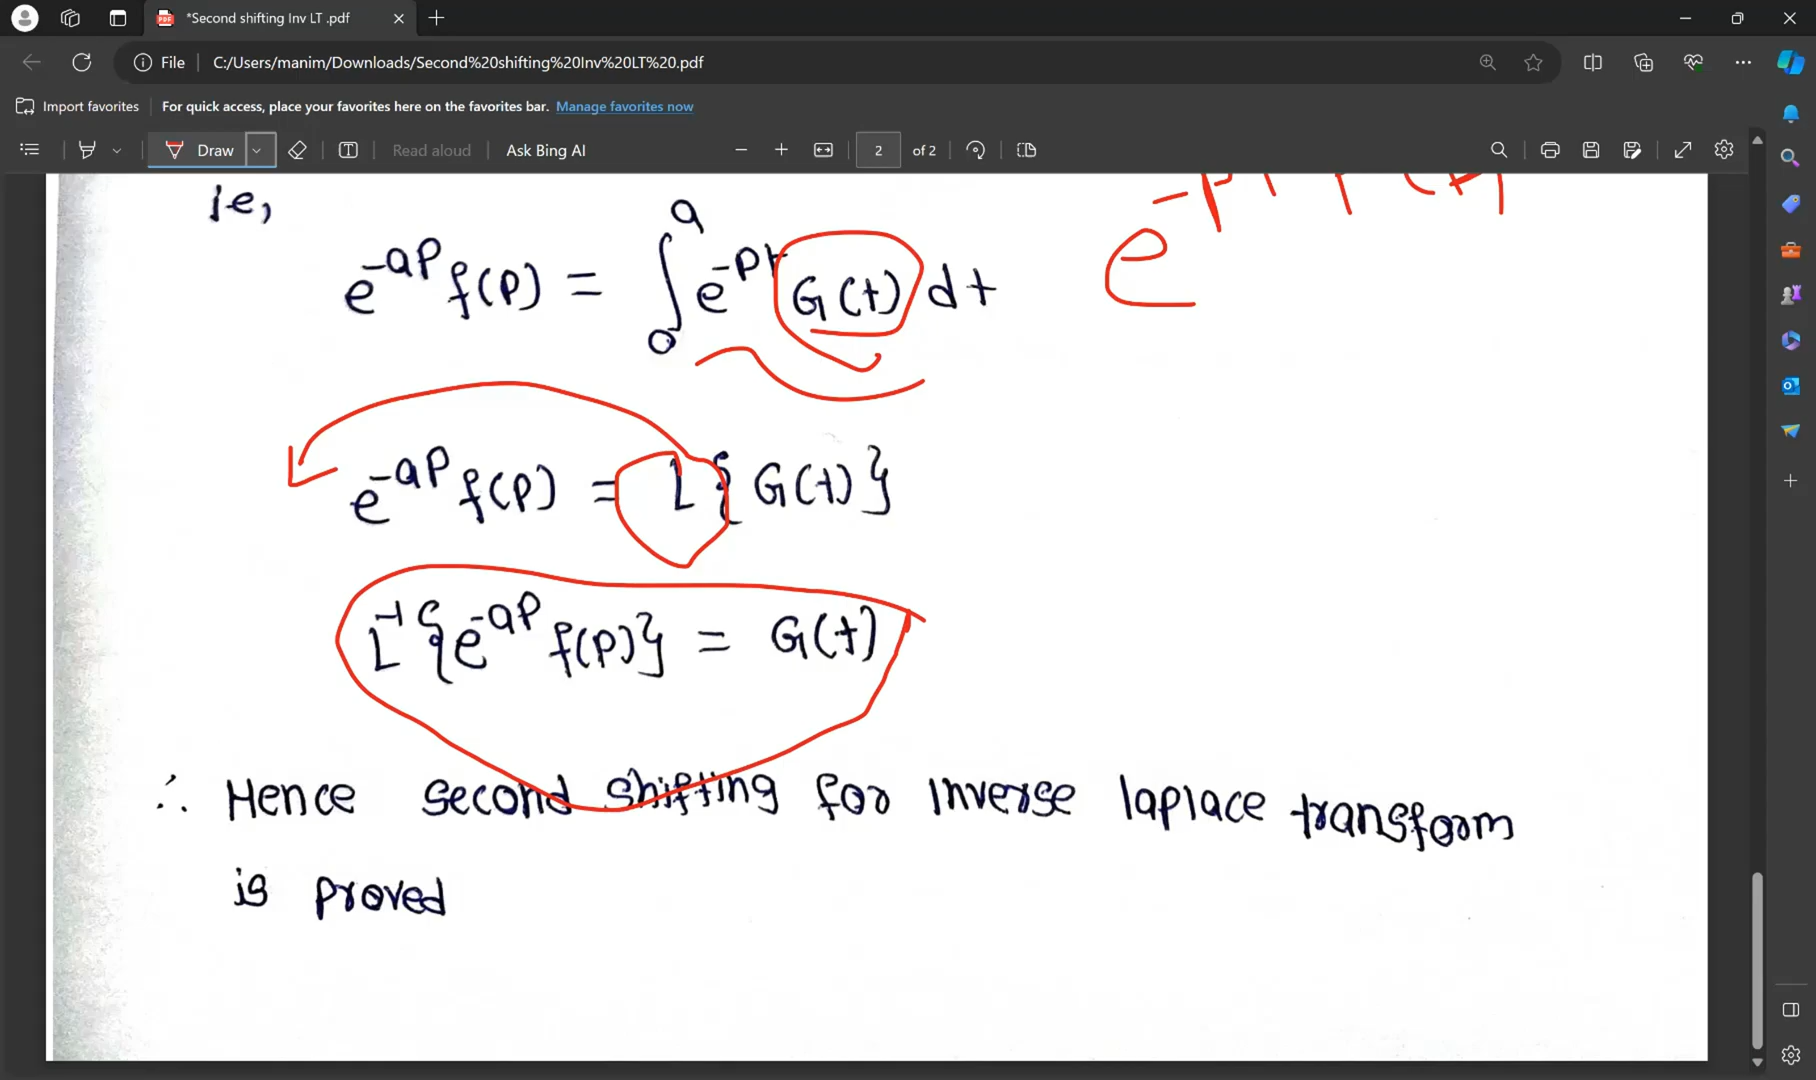 *Second shifting Inv LT .pdf
File C:/Users/manim/Downloads/Second%20shifting%20Inv%20LT%20.pdf
Import favorites For quick access, place your favorites here on the favorites bar. Manage favorites now
Draw Read aloud Ask Bing AI 2 of 2
ie,
e^-ap f(p) = ∫_0^a e^-pt G(t) dt
e
e^-ap f(p) = L{G(t)}
L^-1{e^-ap f(p)} = G(t)
∴ Hence second shifting for inverse laplace transform
is proved